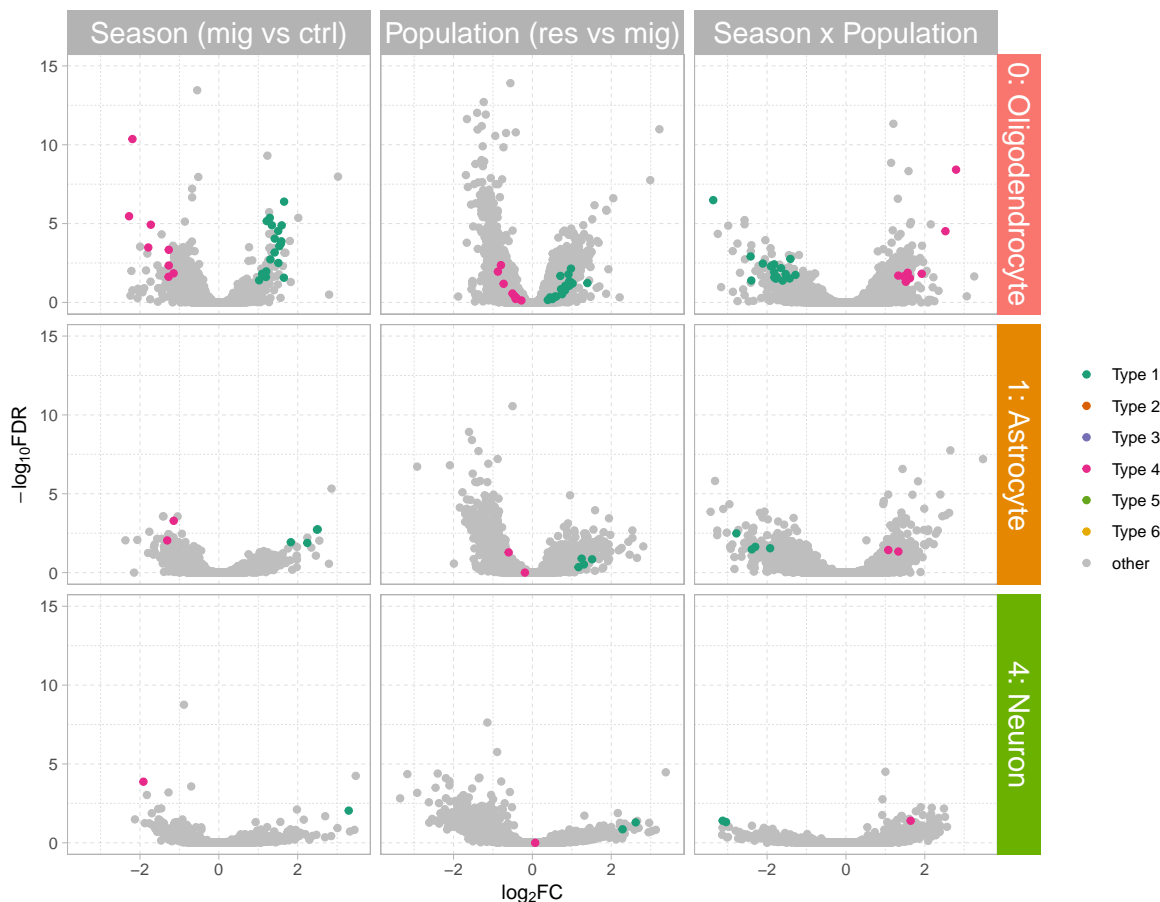 Season (mig vs ctrl) Population (res vs mig) Season x Population
15
10
5
0
0: Oligodendrocyte
15
10
5
0
1: Astrocyte
15
10
5
0
4: Neuron
−2 0 2 −2 0 2 −2 0 2
log₂FC
−log₁₀FDR
Type 1
Type 2
Type 3
Type 4
Type 5
Type 6
other